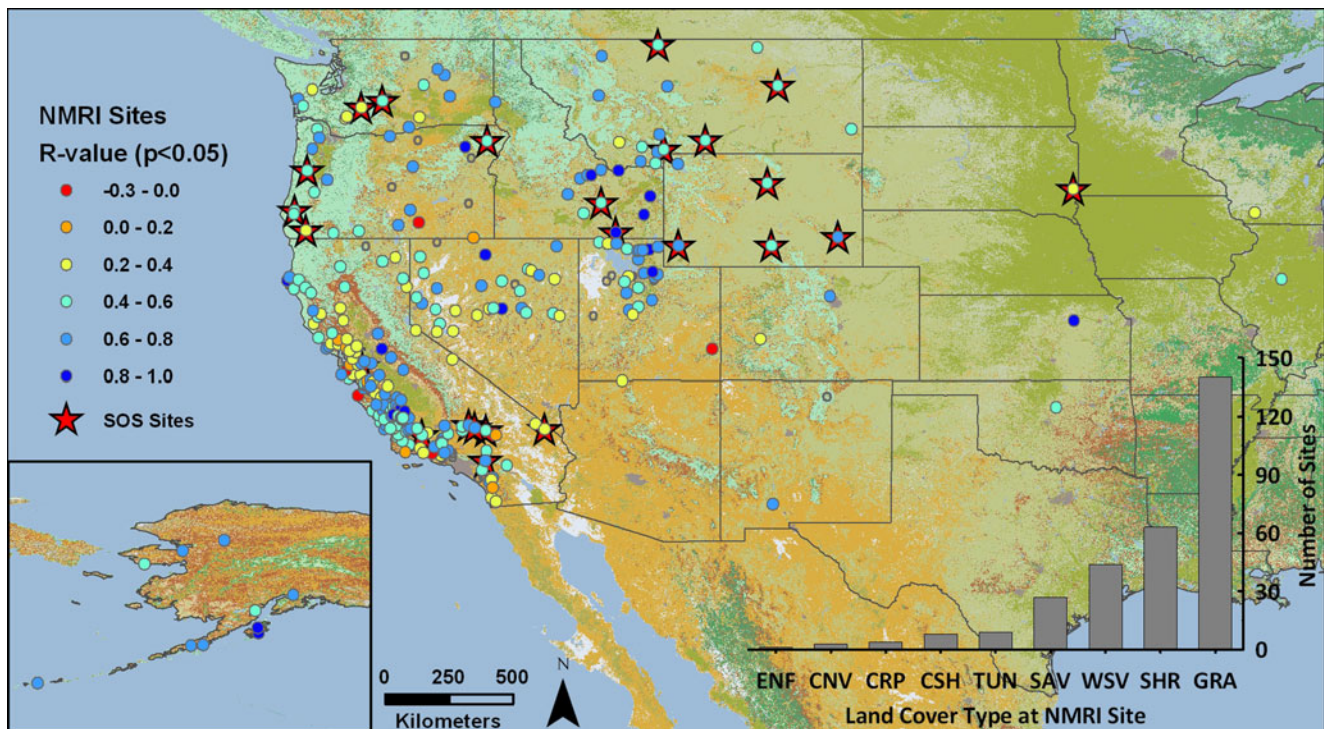 NMRI Sites
R-value (p<0.05)
-0.3 - 0.0
0.0 - 0.2
0.2 - 0.4
0.4 - 0.6
0.6 - 0.8
0.8 - 1.0
SOS Sites
0 250 500
Kilometers
N
150
120
90
60
30
0
Number of Sites
ENF CNV CRP CSH TUN SAV WSV SHR GRA
Land Cover Type at NMRI Site